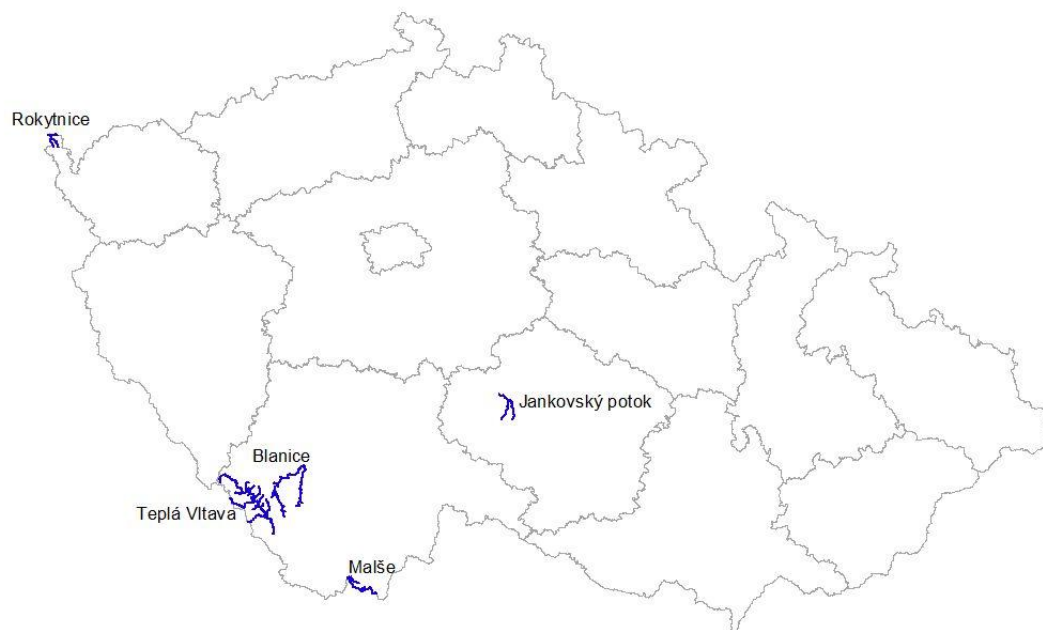 Rokytnice
Jankovský potok
Blanice
Teplá Vltava
Malše